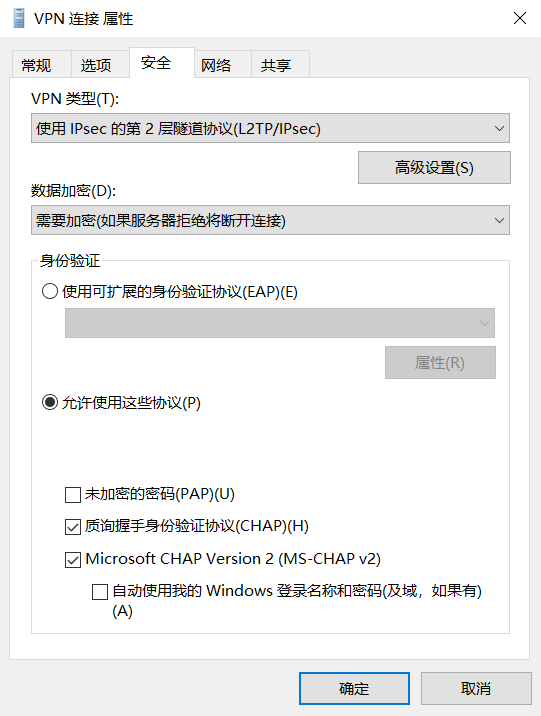 VPN 连接 属性
常规 选项 安全 网络 共享
VPN 类型(T):
使用 IPsec 的第 2 层隧道协议(L2TP/IPsec)
高级设置(S)
数据加密(D):
需要加密(如果服务器拒绝将断开连接)
身份验证
使用可扩展的身份验证协议(EAP)(E)
属性(R)
允许使用这些协议(P)
未加密的密码(PAP)(U)
质询握手身份验证协议(CHAP)(H)
Microsoft CHAP Version 2 (MS-CHAP v2)
自动使用我的 Windows 登录名称和密码(及域，如果有)
(A)
确定 取消